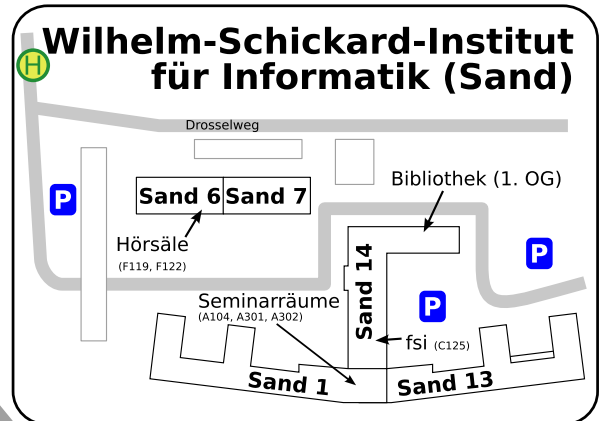 Wilhelm-Schickard-Institut
für Informatik (Sand)
H
Drosselweg
Bibliothek (1. OG)
P
Sand 6
Sand 7
Hörsäle
(F119, F122)
P
Sand 14
Seminarräume
(A104, A301, A302)
P
fsi (C125)
Sand 1
Sand 13